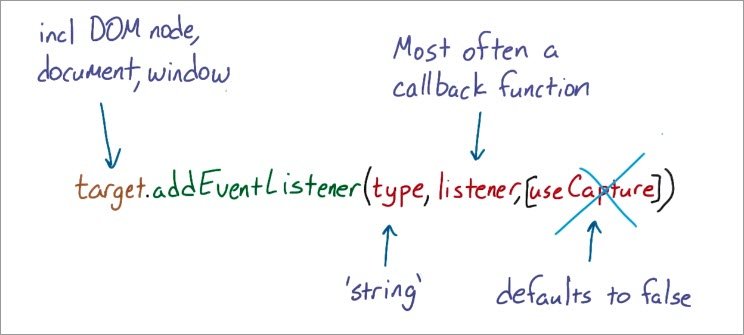 incl DOM node,
document, window
Most often a
callback function
target.addEventListener(type, listener,[useCapture])
'string'
defaults to false